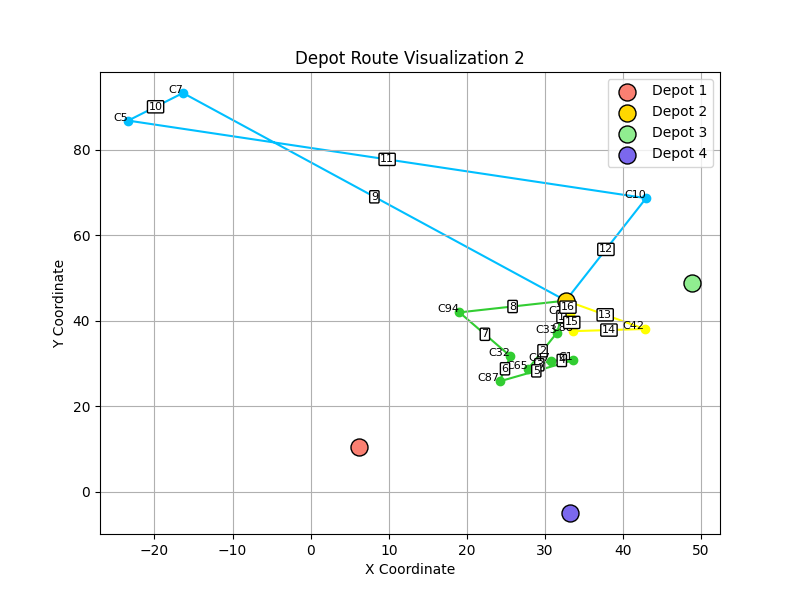 Depot Route Visualization 2
Depot 1
Depot 2
Depot 3
Depot 4
C7
C5
10
11
C10
9
12
C94
8
16
13
15
C42
14
C33
7
2
C32
C65
6
5
4
C87
80
60
40
20
0
Y Coordinate
−20
−10
0
10
20
30
40
50
X Coordinate